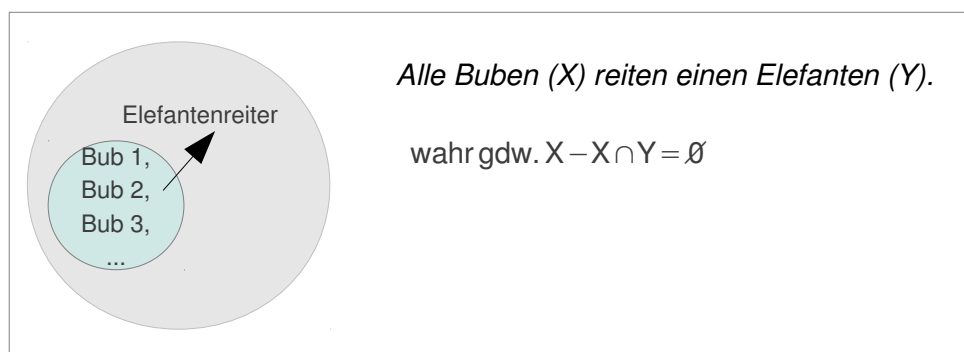 Elefantenreiter
Bub 1,
Bub 2,
Bub 3,
...
Alle Buben (X) reiten einen Elefanten (Y).
wahr gdw. X−X∩Y=∅